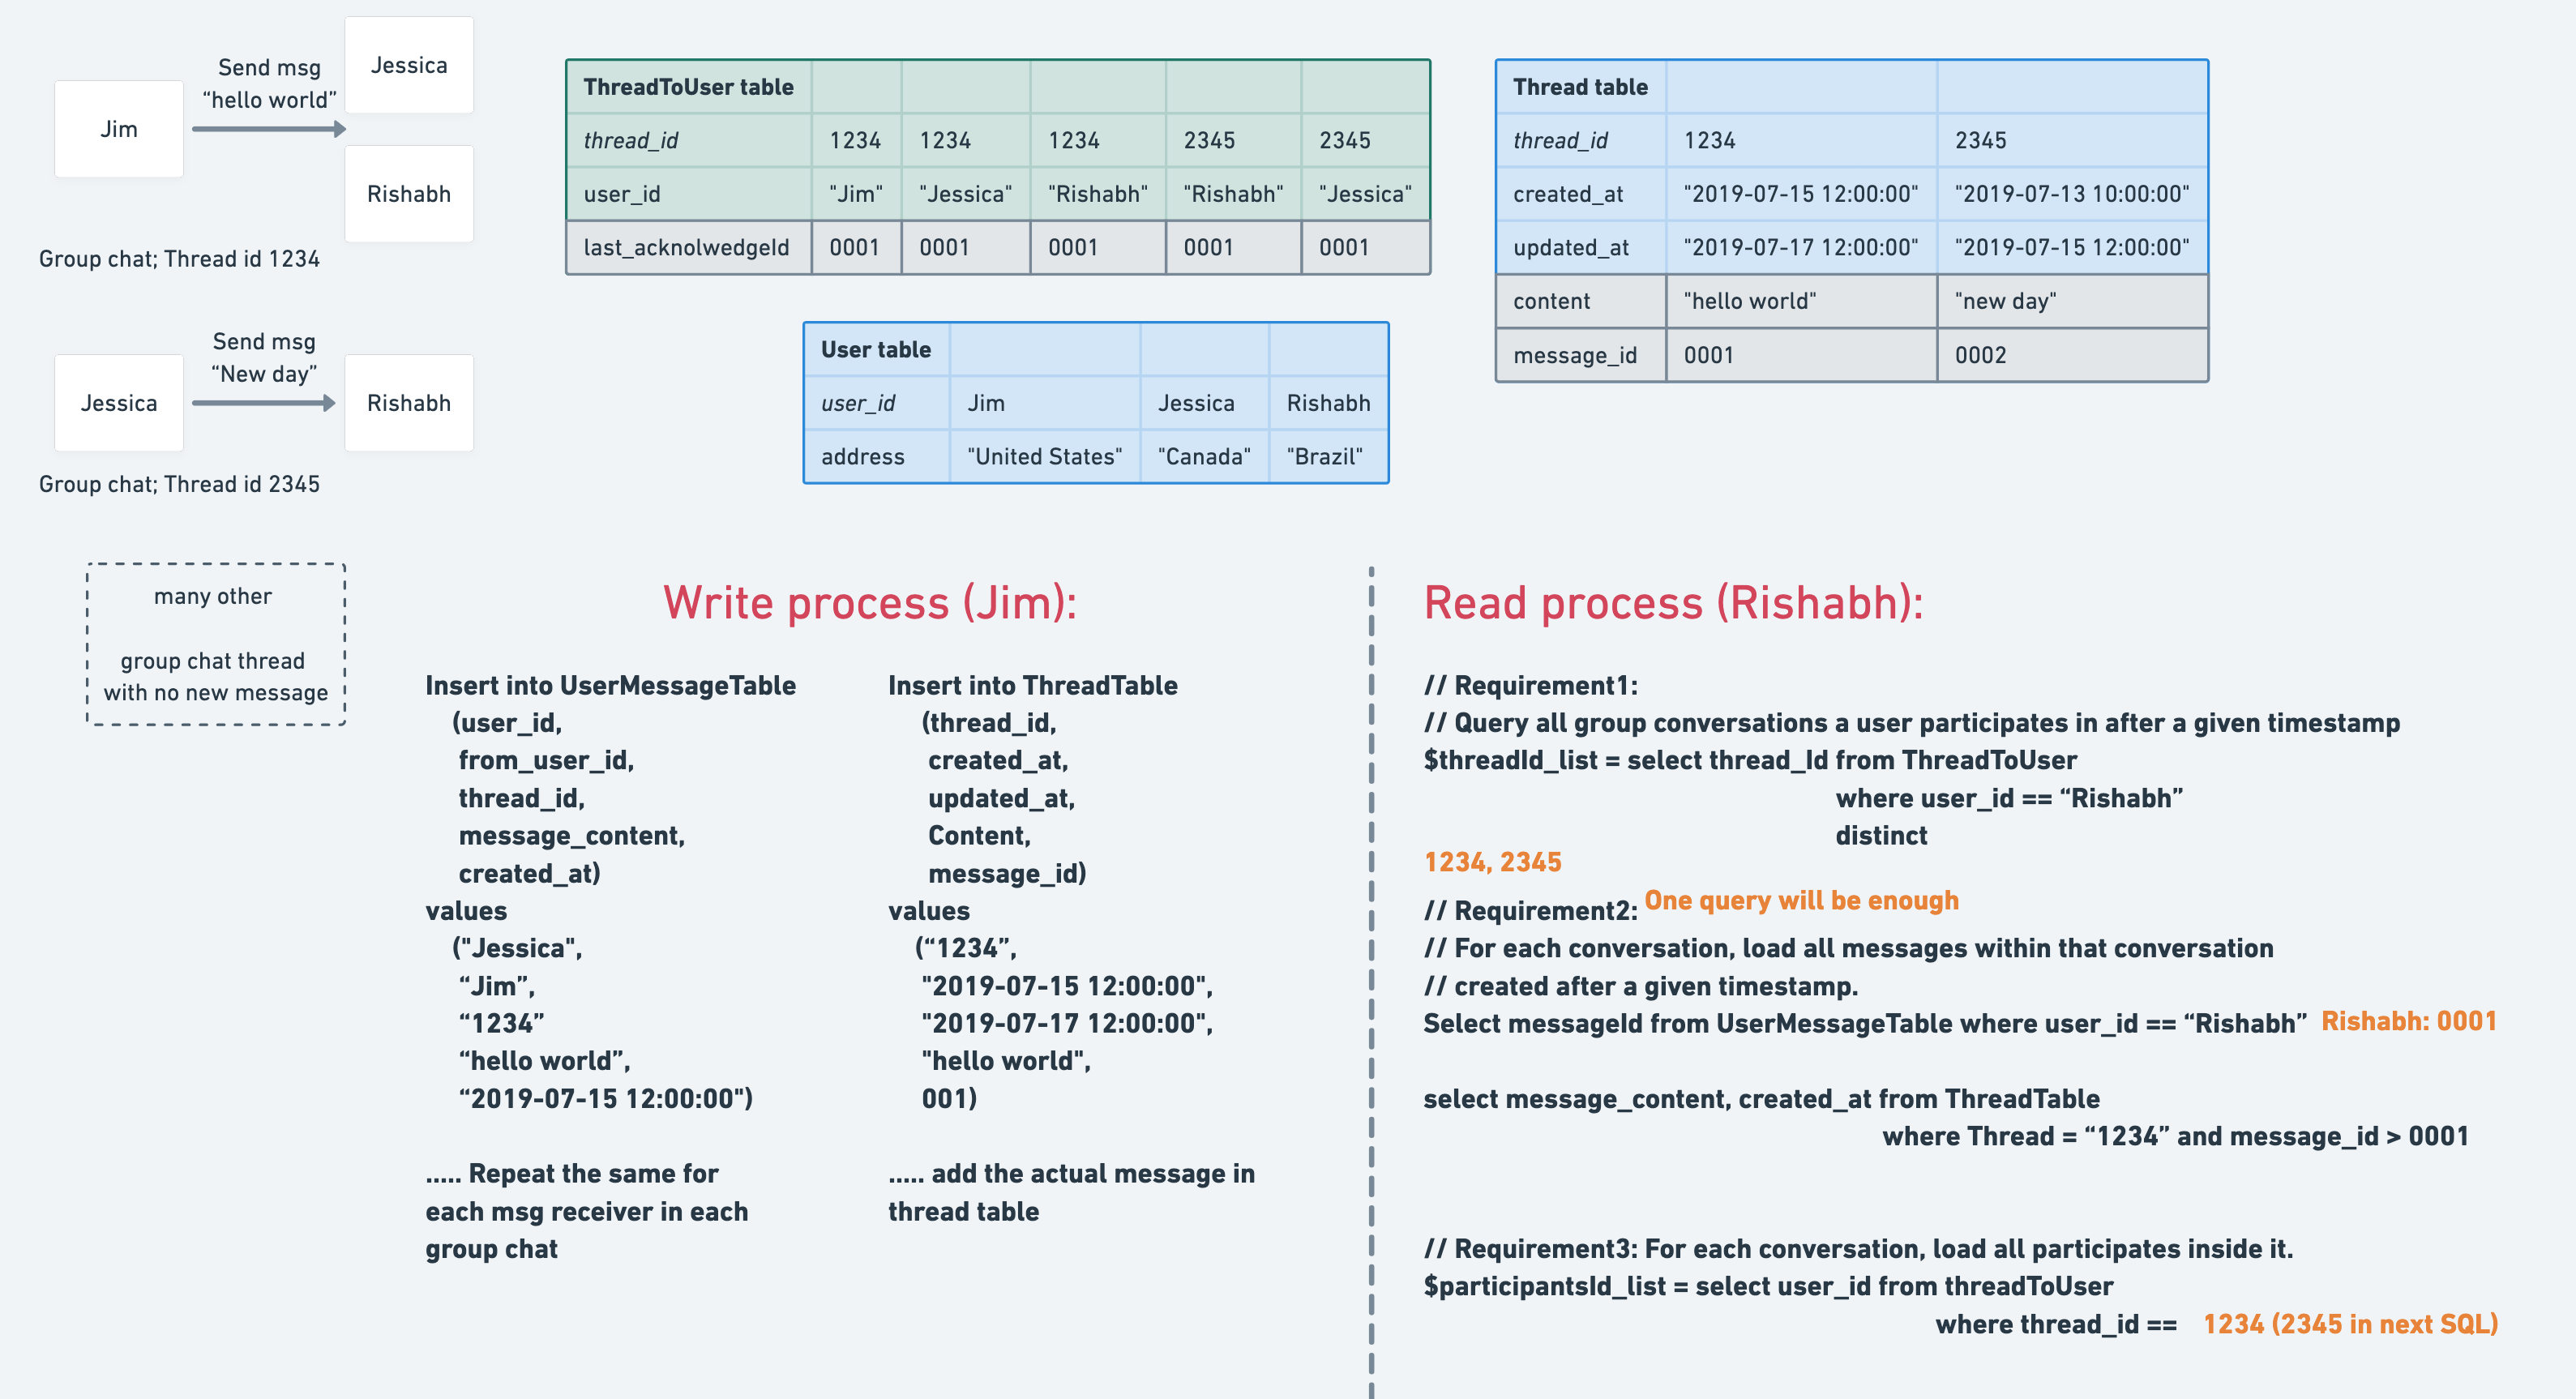 Jim
Send msg
“hello world”
Jessica
Rishabh
Group chat; Thread id 1234
Jessica
Send msg
“New day”
Rishabh
Group chat; Thread id 2345
ThreadToUser table
thread_id 1234 1234 1234 2345 2345
user_id "Jim" "Jessica" "Rishabh" "Rishabh" "Jessica"
last_acknolwedgeId 0001 0001 0001 0001 0001
User table
user_id Jim Jessica Rishabh
address "United States" "Canada" "Brazil"
Thread table
thread_id 1234 2345
created_at "2019-07-15 12:00:00" "2019-07-13 10:00:00"
updated_at "2019-07-17 12:00:00" "2019-07-15 12:00:00"
content "hello world" "new day"
message_id 0001 0002
many other
group chat thread
with no new message
Write process (Jim):
Insert into UserMessageTable
(user_id,
from_user_id,
thread_id,
message_content,
created_at)
values
("Jessica",
“Jim”,
“1234”
“hello world”,
“2019-07-15 12:00:00")
..... Repeat the same for
each msg receiver in each
group chat
Insert into ThreadTable
(thread_id,
created_at,
updated_at,
Content,
message_id)
values
(“1234”,
"2019-07-15 12:00:00",
"2019-07-17 12:00:00",
"hello world",
001)
..... add the actual message in
thread table
Read process (Rishabh):
// Requirement1:
// Query all group conversations a user participates in after a given timestamp
$threadId_list = select thread_Id from ThreadToUser
where user_id == “Rishabh”
distinct
1234, 2345
// Requirement2: One query will be enough
// For each conversation, load all messages within that conversation
// created after a given timestamp.
Select messageId from UserMessageTable where user_id == “Rishabh” Rishabh: 0001
select message_content, created_at from ThreadTable
where Thread = “1234” and message_id > 0001
// Requirement3: For each conversation, load all participates inside it.
$participantsId_list = select user_id from threadToUser
where thread_id == 1234 (2345 in next SQL)